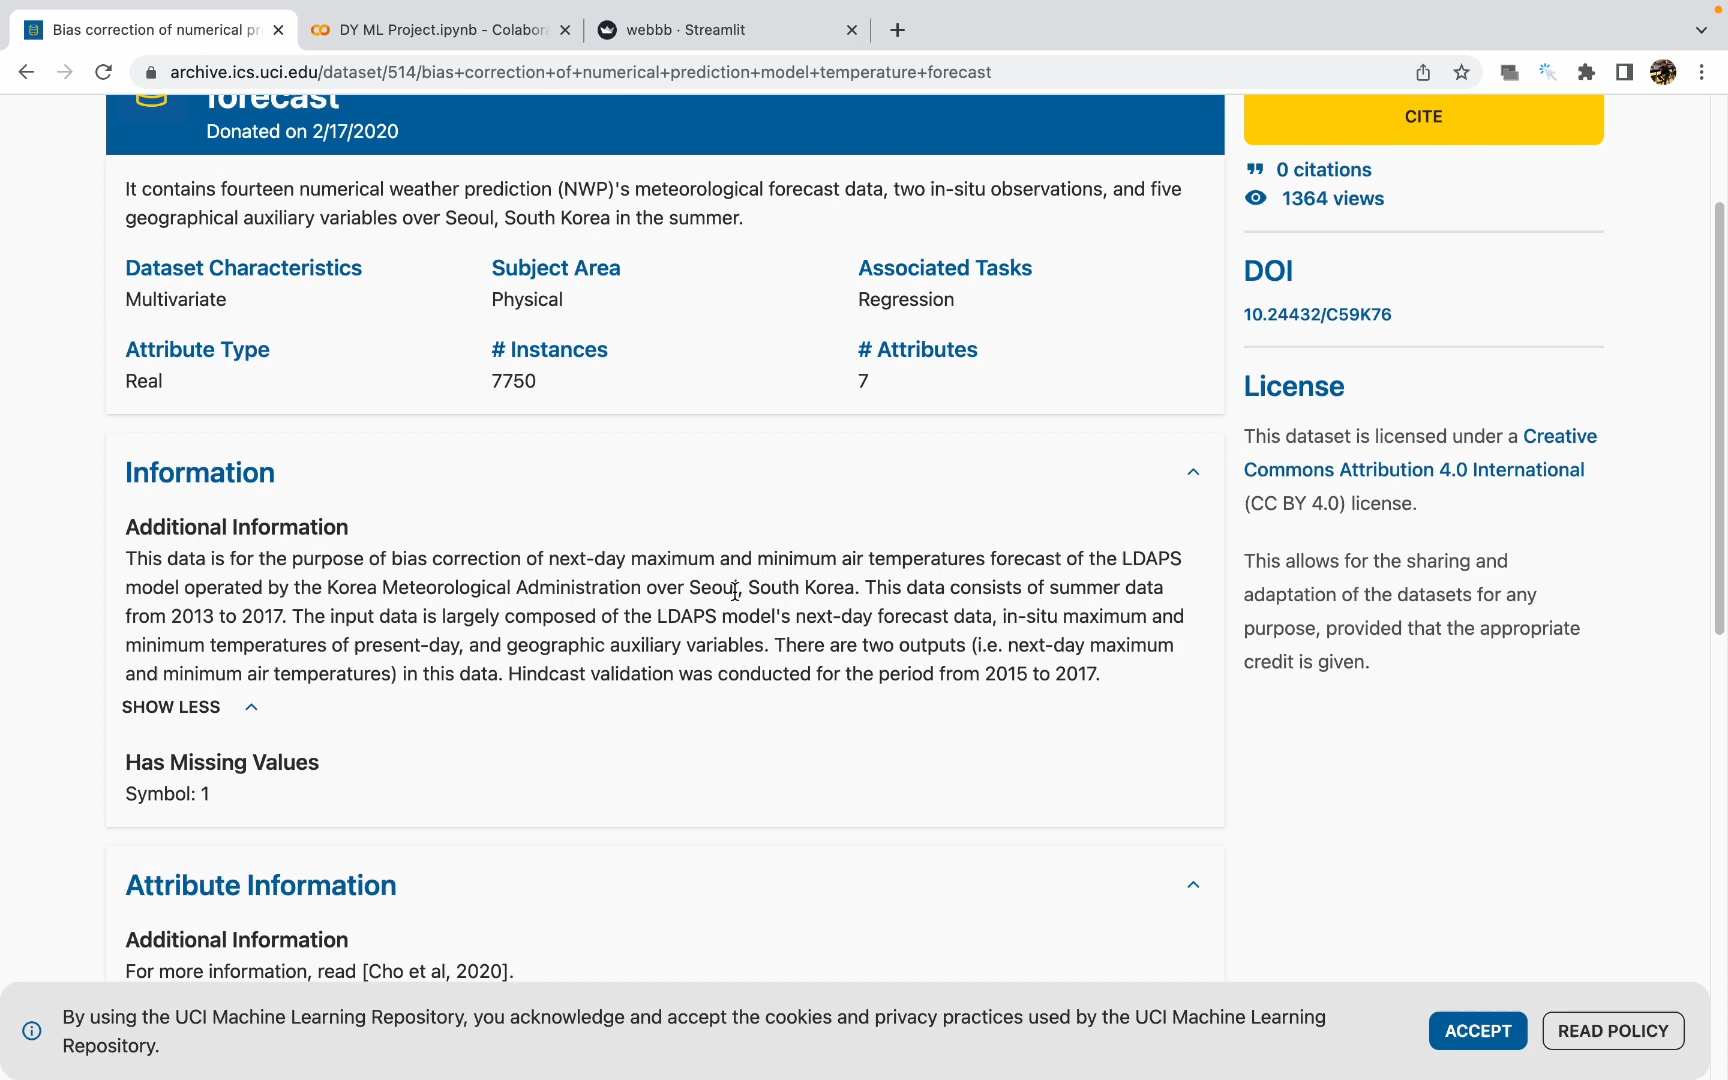 Bias correction of numerical pr
DY ML Project.ipynb - Colabora
webbb · Streamlit
archive.ics.uci.edu/dataset/514/bias+correction+of+numerical+prediction+model+temperature+forecast
forecast
Donated on 2/17/2020
It contains fourteen numerical weather prediction (NWP)'s meteorological forecast data, two in-situ observations, and five
geographical auxiliary variables over Seoul, South Korea in the summer.
Dataset Characteristics
Multivariate
Subject Area
Physical
Associated Tasks
Regression
Attribute Type
Real
# Instances
7750
# Attributes
7
Information
Additional Information
This data is for the purpose of bias correction of next-day maximum and minimum air temperatures forecast of the LDAPS
model operated by the Korea Meteorological Administration over Seoul, South Korea. This data consists of summer data
from 2013 to 2017. The input data is largely composed of the LDAPS model's next-day forecast data, in-situ maximum and
minimum temperatures of present-day, and geographic auxiliary variables. There are two outputs (i.e. next-day maximum
and minimum air temperatures) in this data. Hindcast validation was conducted for the period from 2015 to 2017.
SHOW LESS
Has Missing Values
Symbol: 1
Attribute Information
Additional Information
For more information, read [Cho et al, 2020].
CITE
0 citations
1364 views
DOI
10.24432/C59K76
License
This dataset is licensed under a Creative
Commons Attribution 4.0 International
(CC BY 4.0) license.
This allows for the sharing and
adaptation of the datasets for any
purpose, provided that the appropriate
credit is given.
By using the UCI Machine Learning Repository, you acknowledge and accept the cookies and privacy practices used by the UCI Machine Learning
Repository.
ACCEPT
READ POLICY